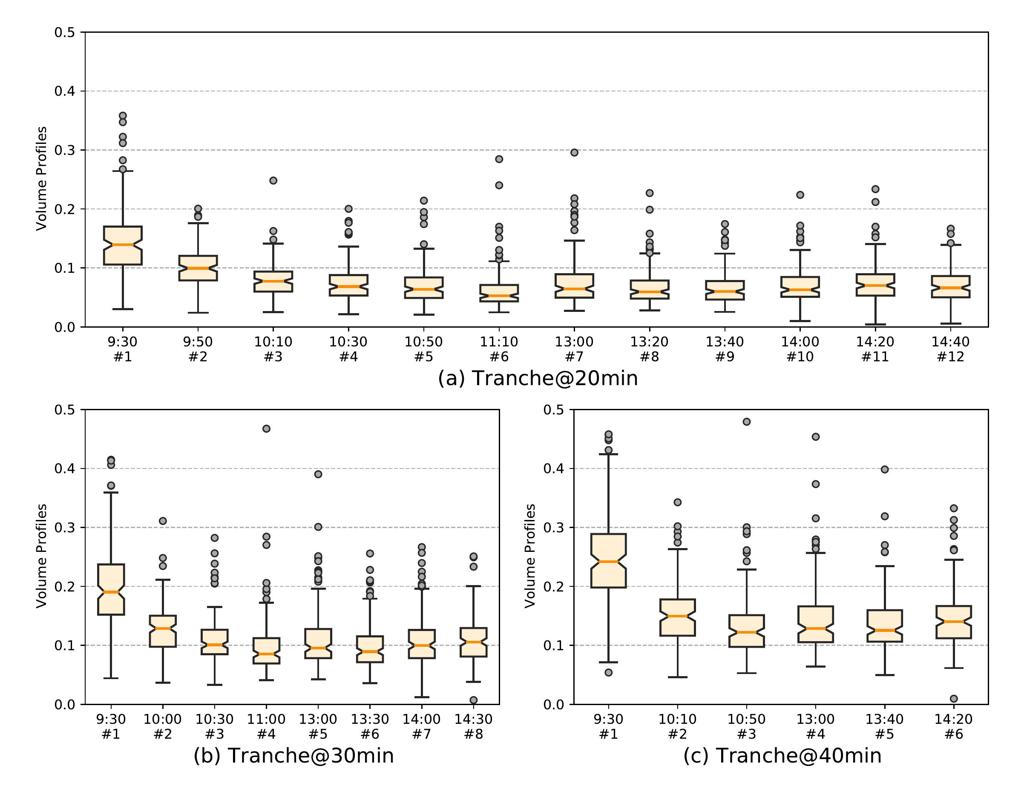 0.5
0.4
0.3
0.2
0.1
0.0
Volume Profiles
9:30 9:50 10:10 10:30 10:50 11:10 13:00 13:20 13:40 14:00 14:20 14:40
#1 #2 #3 #4 #5 #6 #7 #8 #9 #10 #11 #12
(a) Tranche@20min
0.5
0.4
0.3
0.2
0.1
0.0
Volume Profiles
9:30 10:00 10:30 11:00 13:00 13:30 14:00 14:30
#1 #2 #3 #4 #5 #6 #7 #8
(b) Tranche@30min
0.5
0.4
0.3
0.2
0.1
0.0
Volume Profiles
9:30 10:10 10:50 13:00 13:40 14:20
#1 #2 #3 #4 #5 #6
(c) Tranche@40min